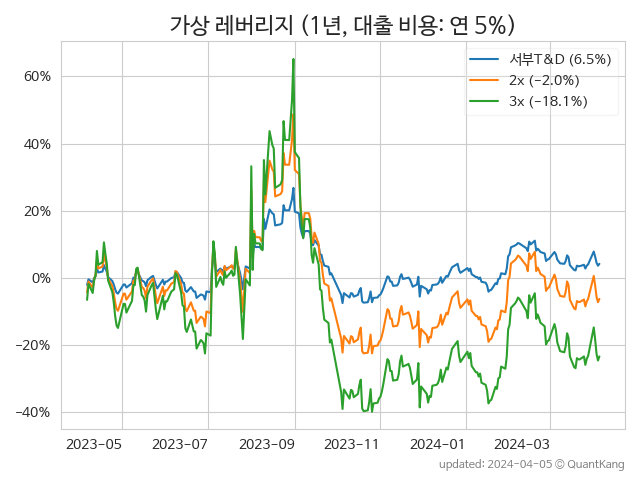 가상 레버리지 (1년, 대출 비용: 연 5%)
서부T&D (6.5%)
2x (−2.0%)
3x (−18.1%)
60%
40%
20%
0%
−20%
−40%
2023-05 2023-07 2023-09 2023-11 2024-01 2024-03
updated: 2024-04-05 © QuantKang